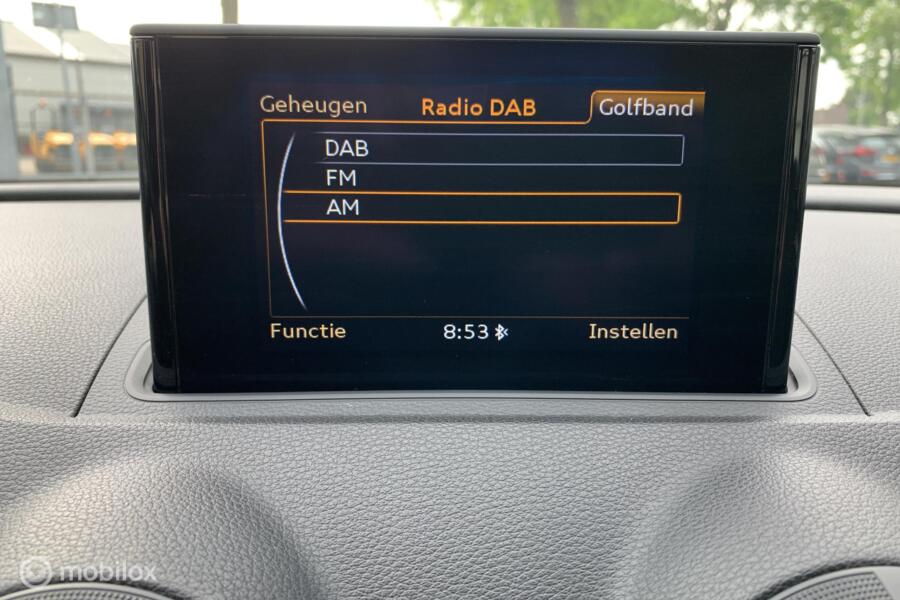 Geheugen Radio DAB Golfband
DAB
FM
AM
Functie 8:53 Instellen
mobilox